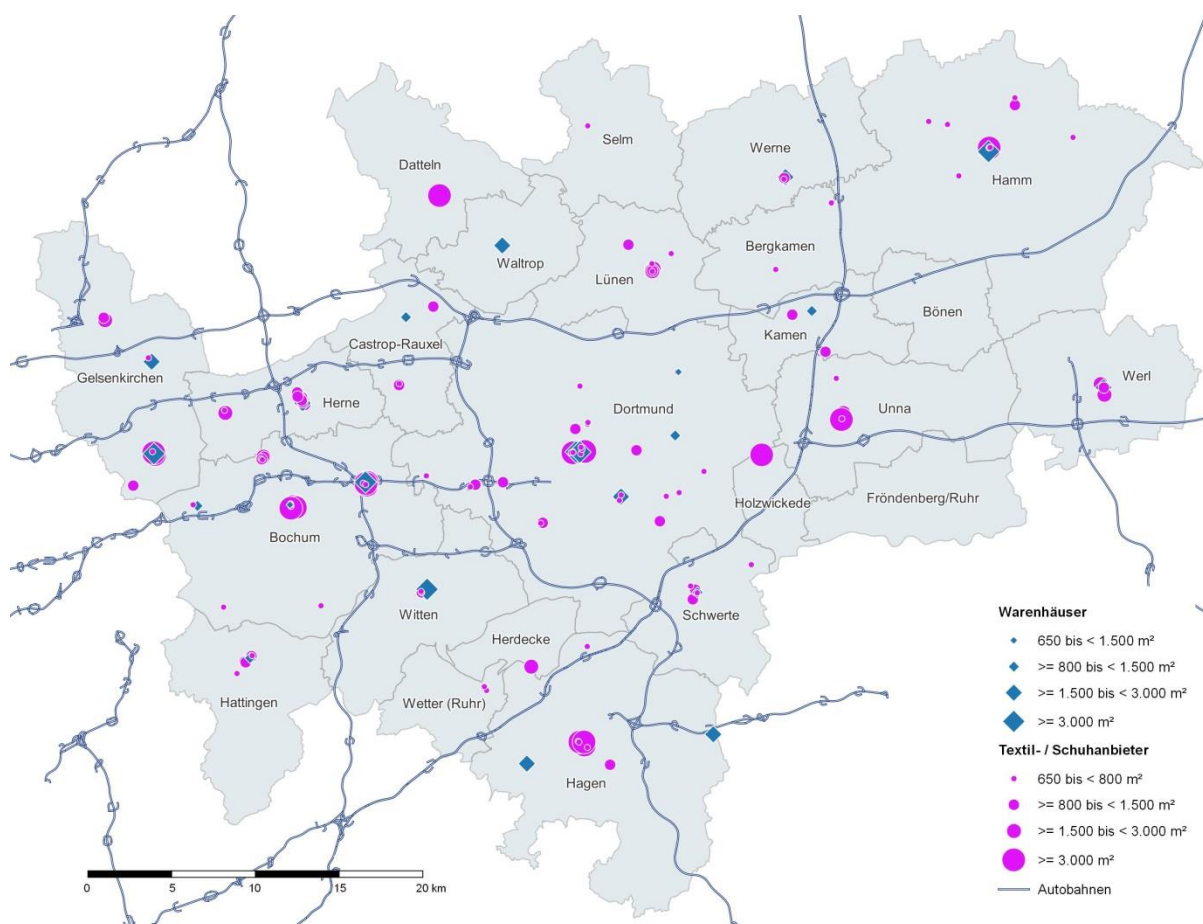 Selm
Werne
Datteln
Hamm
Bergkamen
Waltrop
Lünen
Bönen
Kamen
Castrop-Rauxel
Gelsenkirchen
Werl
Herne
Dortmund
Unna
Holzwickede
Fröndenberg/Ruhr
Bochum
Witten
Schwerte
Herdecke
Hattingen
Wetter (Ruhr)
Hagen
Warenhäuser
650 bis < 1.500 m²
>= 800 bis < 1.500 m²
>= 1.500 bis < 3.000 m²
>= 3.000 m²
Textil- / Schuhanbieter
650 bis < 800 m²
>= 800 bis < 1.500 m²
>= 1.500 bis < 3.000 m²
>= 3.000 m²
Autobahnen
0 5 10 15 20 km